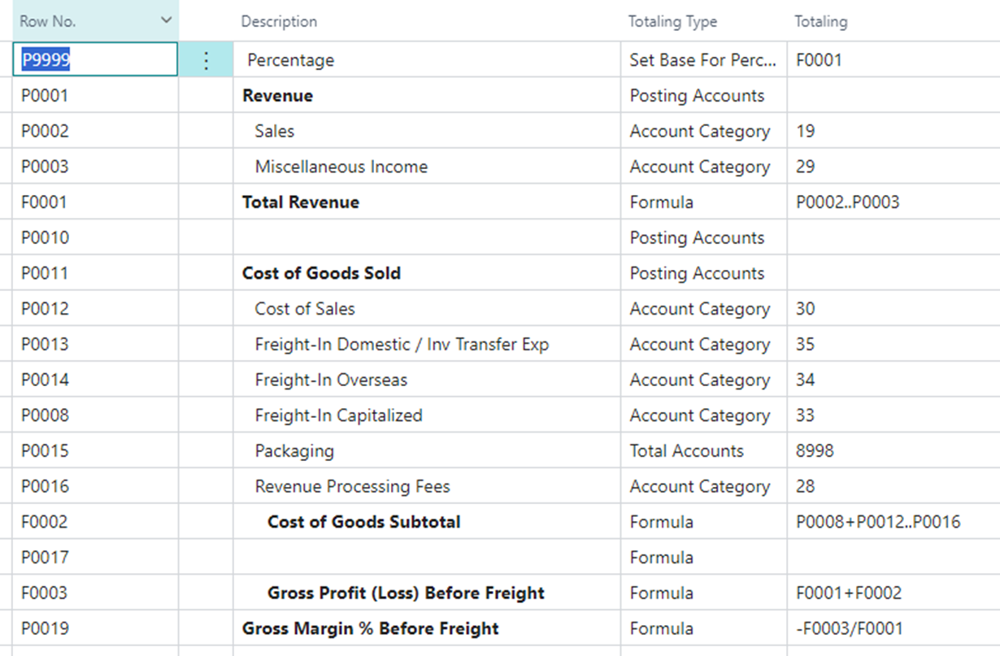 Row No. Description Totaling Type Totaling
P9999 Percentage Set Base For Perc... F0001
P0001 Revenue Posting Accounts
P0002 Sales Account Category 19
P0003 Miscellaneous Income Account Category 29
F0001 Total Revenue Formula P0002..P0003
P0010 Posting Accounts
P0011 Cost of Goods Sold Posting Accounts
P0012 Cost of Sales Account Category 30
P0013 Freight-In Domestic / Inv Transfer Exp Account Category 35
P0014 Freight-In Overseas Account Category 34
P0008 Freight-In Capitalized Account Category 33
P0015 Packaging Total Accounts 8998
P0016 Revenue Processing Fees Account Category 28
F0002 Cost of Goods Subtotal Formula P0008+P0012..P0016
P0017 Formula
F0003 Gross Profit (Loss) Before Freight Formula F0001+F0002
P0019 Gross Margin % Before Freight Formula -F0003/F0001